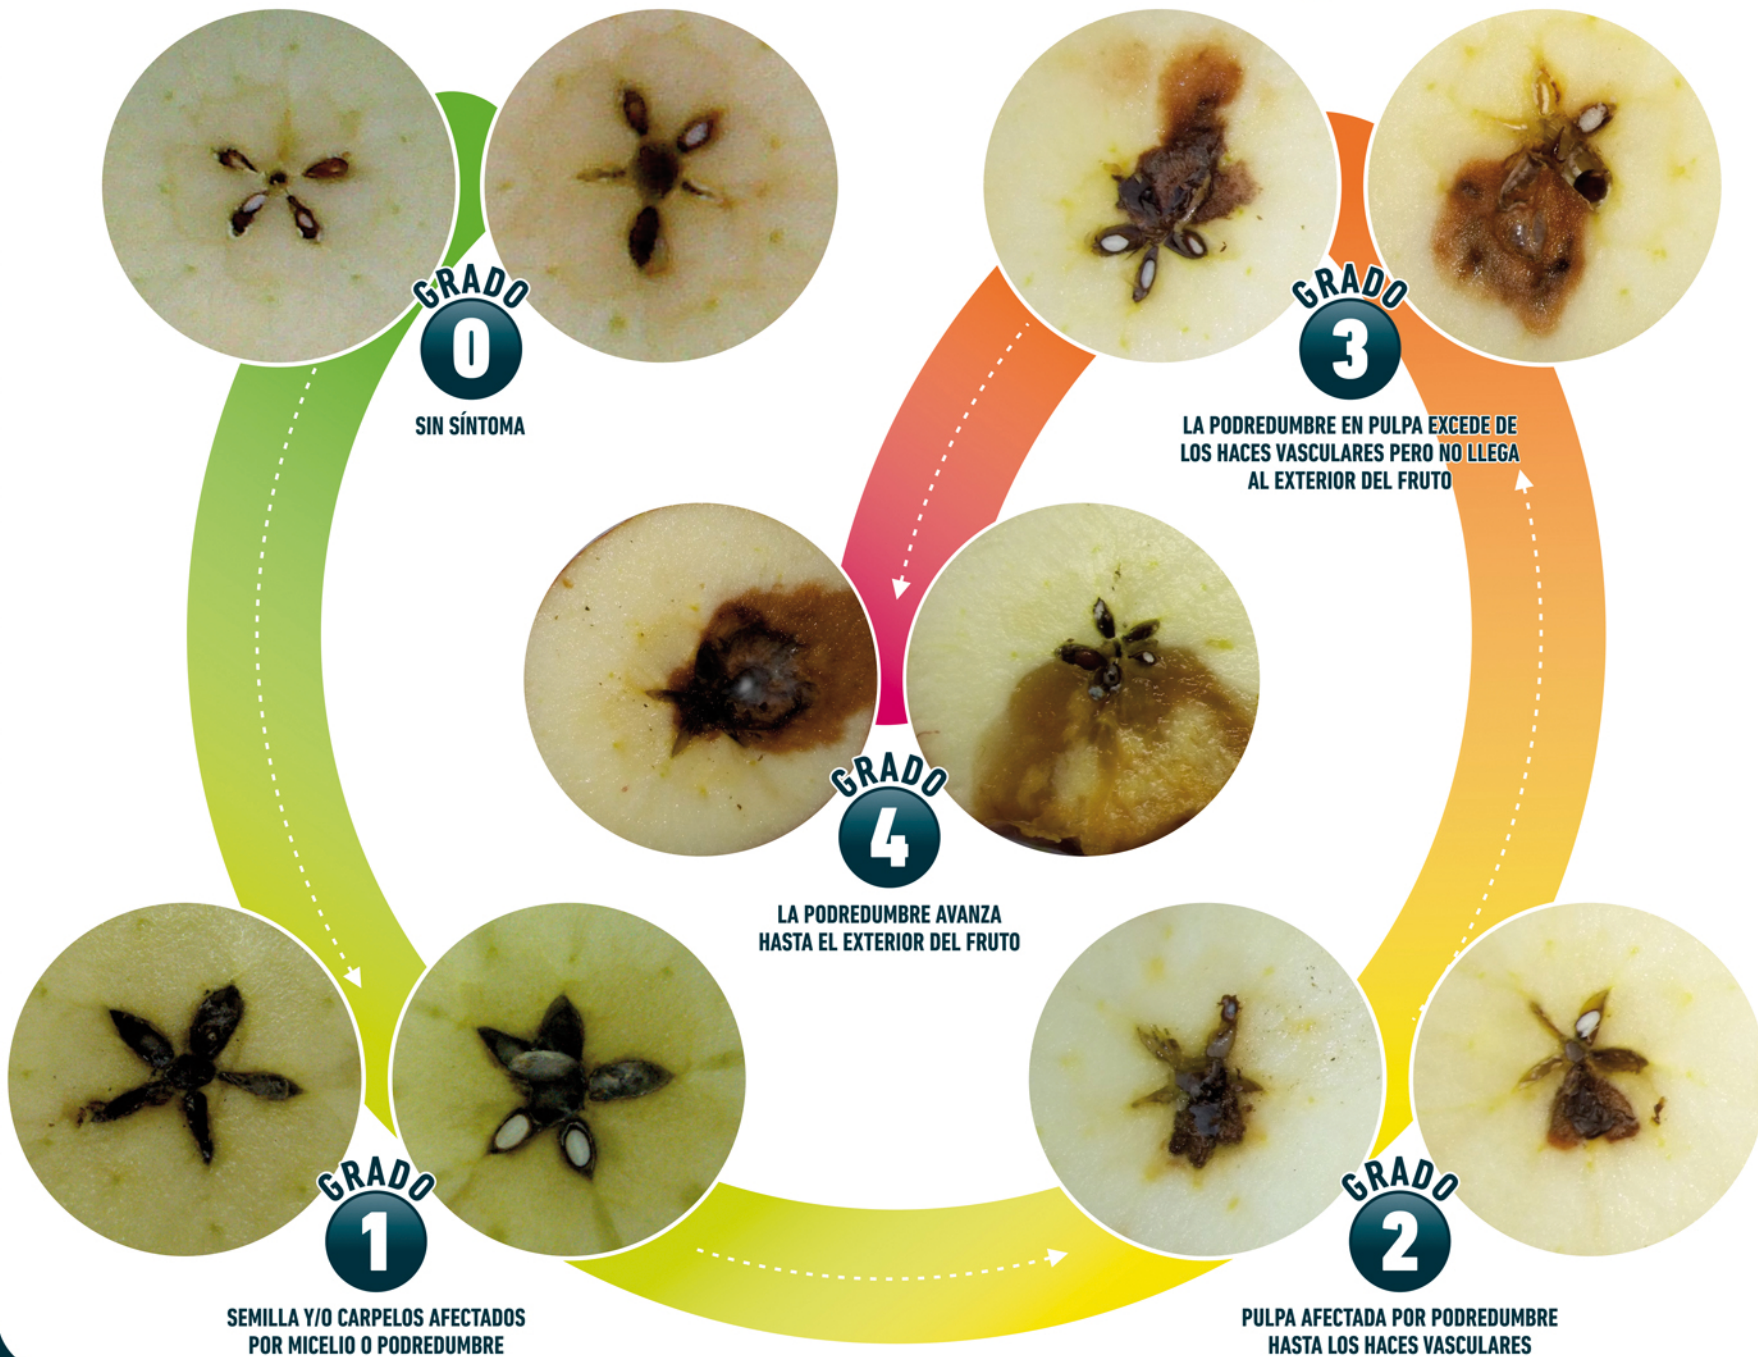 GRADO
0
SIN SÍNTOMA
GRADO
1
SEMILLA Y/O CARPELOS AFECTADOS
POR MICELIO O PODREDUMBRE
GRADO
2
PULPA AFECTADA POR PODREDUMBRE
HASTA LOS HACES VASCULARES
GRADO
3
LA PODREDUMBRE EN PULPA EXCEDE DE
LOS HACES VASCULARES PERO NO LLEGA
AL EXTERIOR DEL FRUTO
GRADO
4
LA PODREDUMBRE AVANZA
HASTA EL EXTERIOR DEL FRUTO